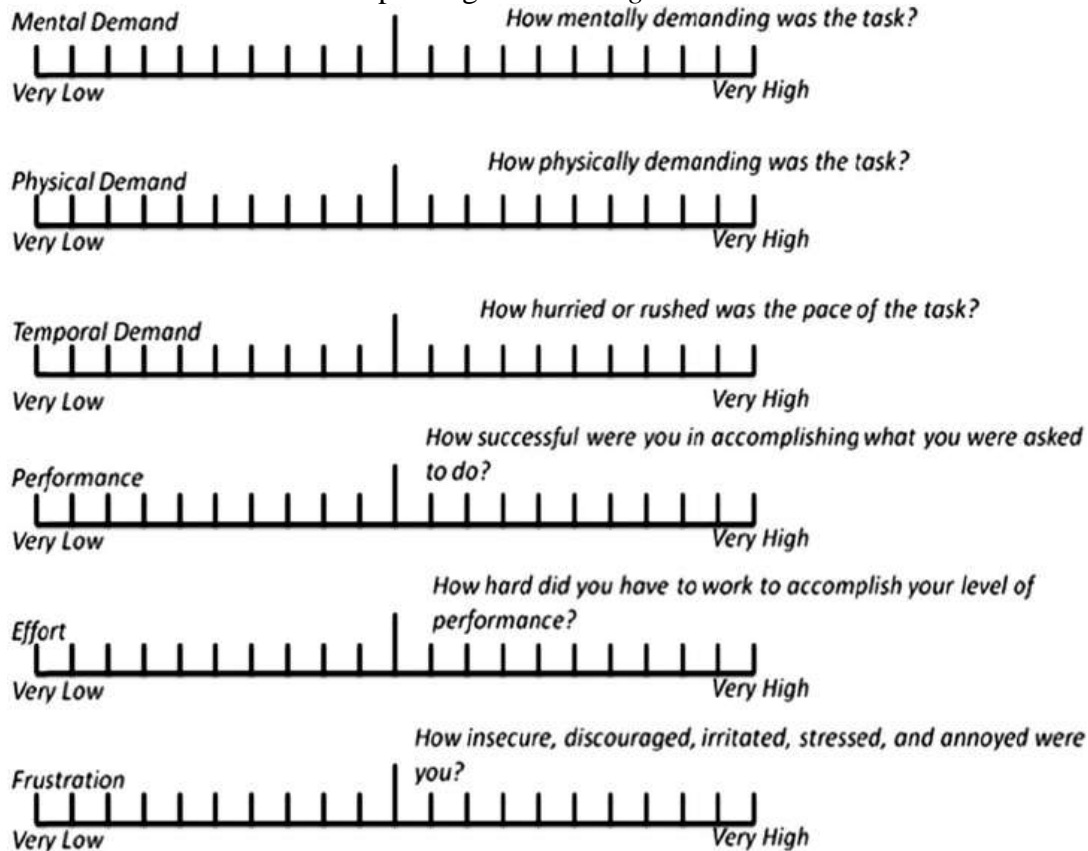 Mental Demand How mentally demanding was the task?
Very Low Very High
Physical Demand How physically demanding was the task?
Very Low Very High
Temporal Demand How hurried or rushed was the pace of the task?
Very Low Very High
Performance How successful were you in accomplishing what you were asked
to do?
Very Low Very High
Effort How hard did you have to work to accomplish your level of
performance?
Very Low Very High
Frustration How insecure, discouraged, irritated, stressed, and annoyed were
you?
Very Low Very High